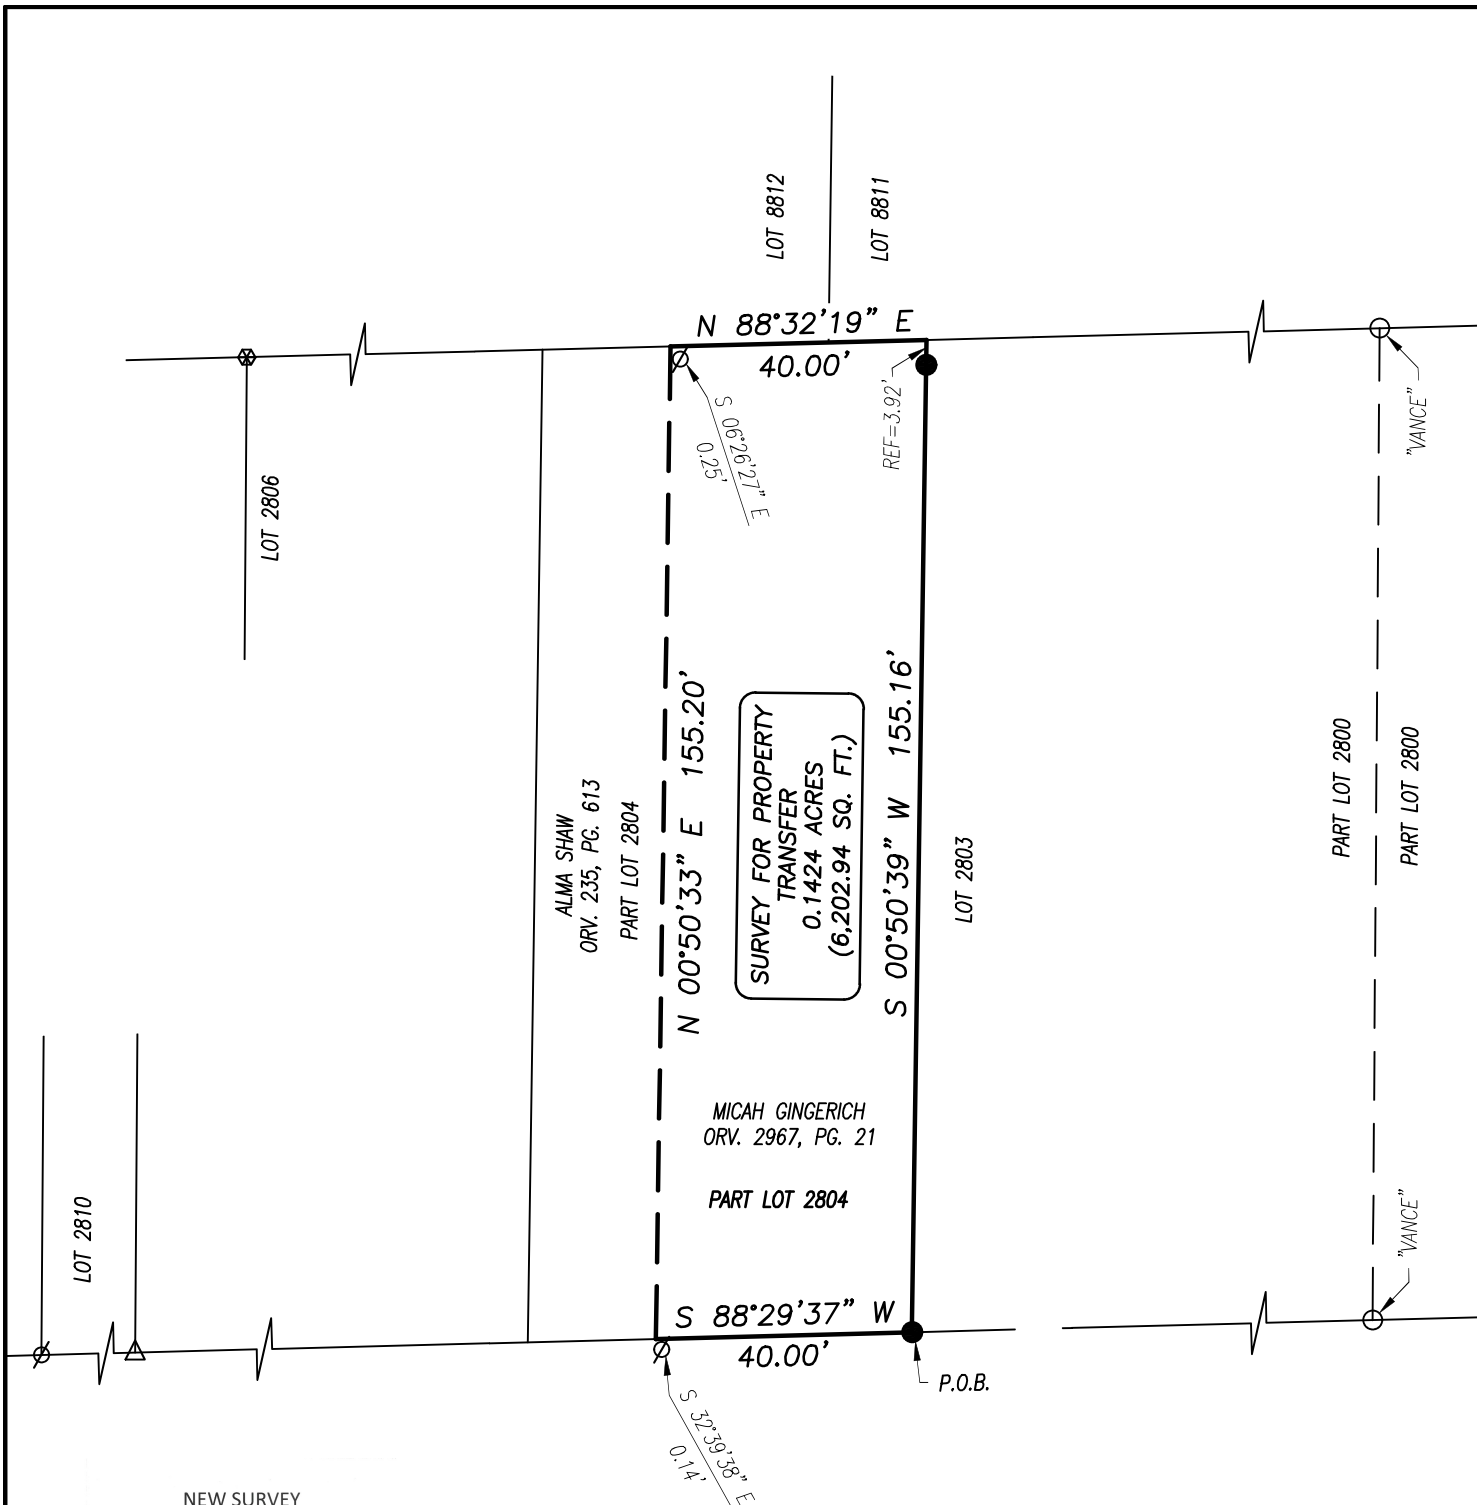 LOT 8812
LOT 8811
N 88°32'19" E
40.00'
REF=3.92'
S 06°26'27" E
0.25'
"VANCE"
LOT 2806
N 00°50'33" E 155.20'
SURVEY FOR PROPERTY
TRANSFER
0.1424 ACRES
(6,202.94 SQ. FT.)
S 00°50'39" W 155.16'
ALMA SHAW
ORV. 235, PG. 613
PART LOT 2804
LOT 2803
PART LOT 2800
PART LOT 2800
MICAH GINGERICH
ORV. 2967, PG. 21
PART LOT 2804
LOT 2810
"VANCE"
S 88°29'37" W
40.00'
P.O.B.
S 32°39'38" E
0.14'
NEW SURVEY